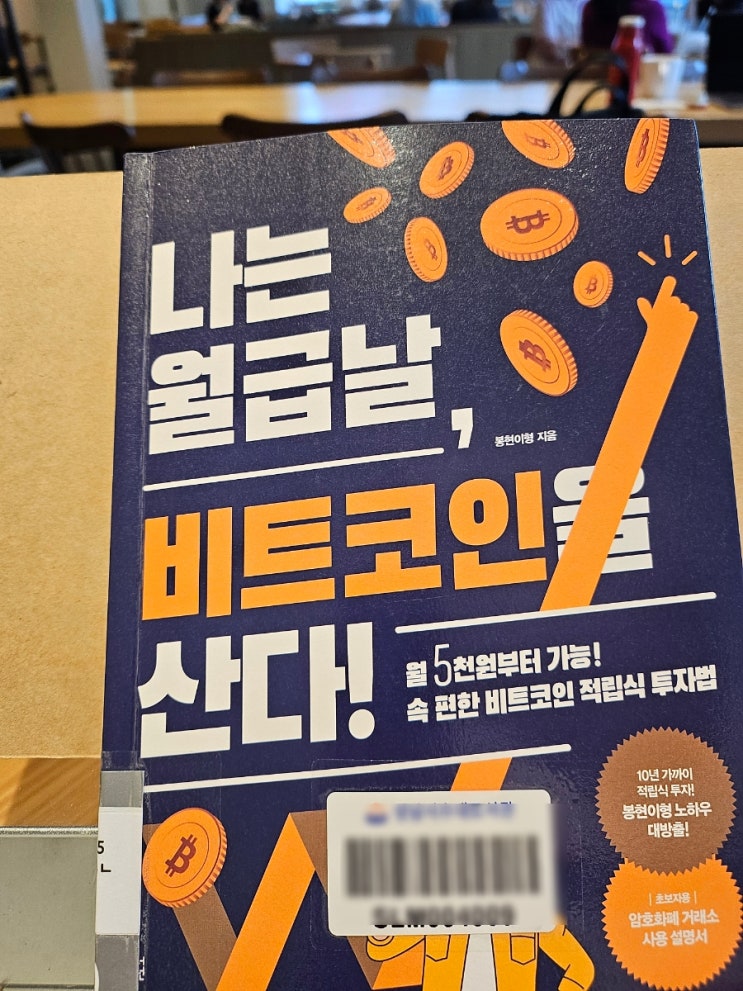 나는
월급날,
봉현이형 지음
비트코인을
산다!
월 5천원부터 가능!
속 편한 비트코인 적립식 투자법
10년 가까이
적립식 투자!
봉현이형 노하우
대방출!
| 초보자용 |
암호화폐 거래소
사용 설명서